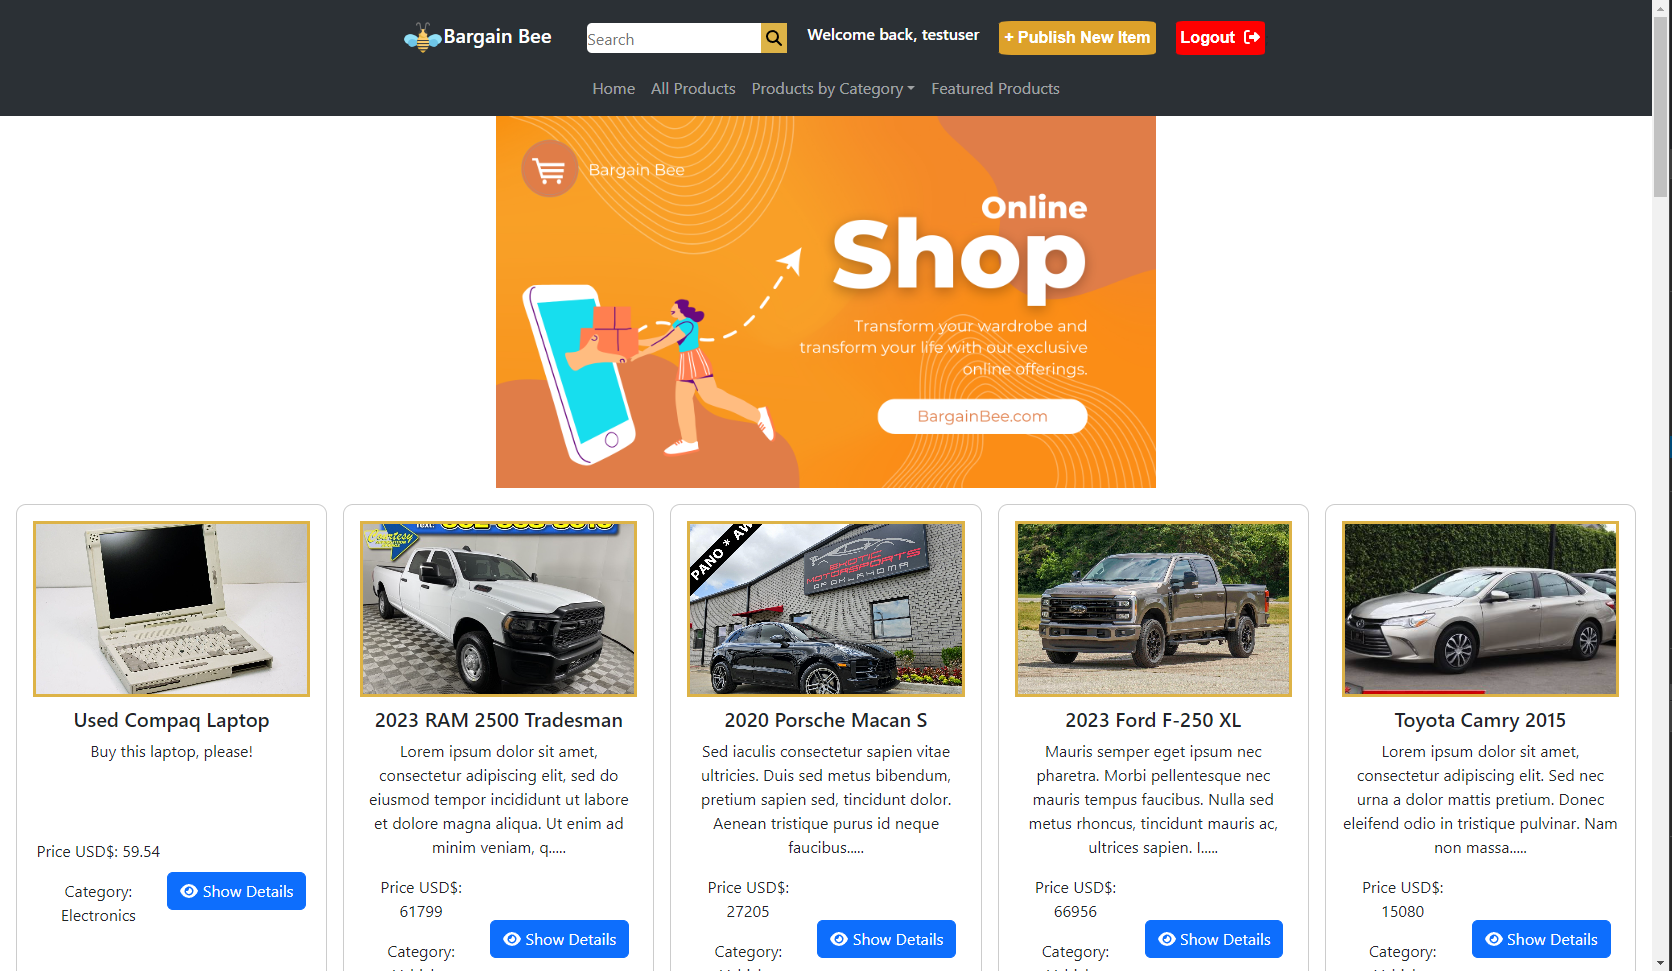 Bargain Bee
Search
Welcome back, testuser
+ Publish New Item
Logout
Home
All Products
Products by Category
Featured Products
Bargain Bee
Online
Shop
Transform your wardrobe and
transform your life with our exclusive
online offerings.
BargainBee.com
Used Compaq Laptop
Buy this laptop, please!
Price USD$: 59.54
Category:
Electronics
Show Details
Courtesy
2023 RAM 2500 Tradesman
Lorem ipsum dolor sit amet,
consectetur adipiscing elit, sed do
eiusmod tempor incididunt ut labore
et dolore magna aliqua. Ut enim ad
minim veniam, q.....
Price USD$:
61799
Category:
Show Details
PANO * AW
EXOTIC
MOTORSPORTS
OKLAHOMA
2020 Porsche Macan S
Sed iaculis consectetur sapien vitae
ultricies. Duis sed metus bibendum,
pretium sapien sed, tincidunt dolor.
Aenean tristique purus id neque
faucibus.....
Price USD$:
27205
Category:
Show Details
2023 Ford F-250 XL
Mauris semper eget ipsum nec
pharetra. Morbi pellentesque nec
mauris tempus faucibus. Nulla sed
metus rhoncus, tincidunt mauris ac,
ultrices sapien. I.....
Price USD$:
66956
Category:
Show Details
Toyota Camry 2015
Lorem ipsum dolor sit amet,
consectetur adipiscing elit. Sed nec
urna a dolor mattis pretium. Donec
eleifend odio in tristique pulvinar. Nam
non massa.....
Price USD$:
15080
Category:
Show Details